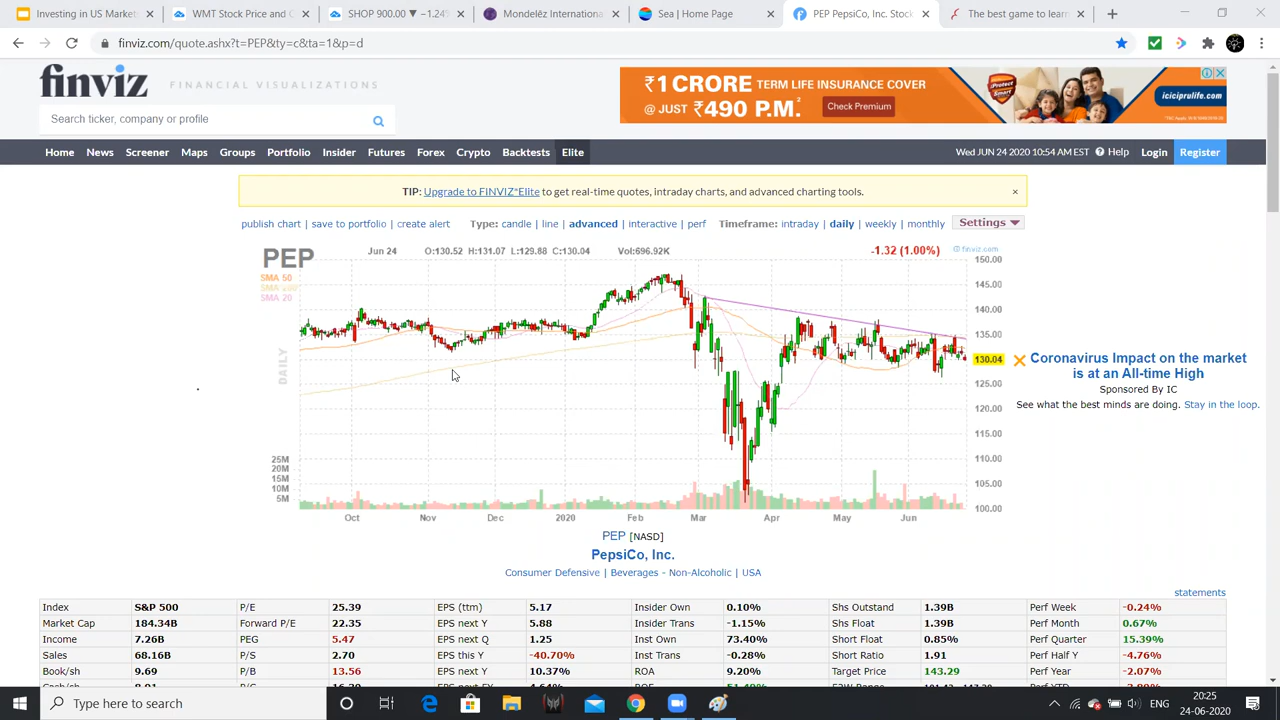 Investing in US Market
WMT Stock Price and C
SHOP 900.00 ▼ -1.24%
Mondelēz Internationa
Sea | Home Page
PEP PepsiCo, Inc. Stock
The best game to learn
finviz.com/quote.ashx?t=PEP&ty=c&ta=1&p=d
finviz FINANCIAL VISUALIZATIONS
Search ticker, company or profile
₹1 CRORE TERM LIFE INSURANCE COVER
@ JUST ₹490 P.M.² Check Premium
iProtect Smart
iciciprulife.com
Home News Screener Maps Groups Portfolio Insider Futures Forex Crypto Backtests Elite
Wed JUN 24 2020 10:54 AM EST Help Login Register
TIP: Upgrade to FINVIZ*Elite to get real-time quotes, intraday charts, and advanced charting tools. ×
publish chart | save to portfolio | create alert Type: candle | line | advanced | interactive | perf Timeframe: intraday | daily | weekly | monthly Settings
PEP Jun 24 O:130.52 H:131.07 L:129.88 C:130.04 Vol:696.92K -1.32 (1.00%) © finviz.com
SMA 50
SMA 200
SMA 20
DAILY
150.00
145.00
140.00
135.00
130.04
125.00
120.00
115.00
110.00
105.00
100.00
25M
20M
15M
10M
5M
Oct Nov Dec 2020 Feb Mar Apr May Jun
Coronavirus Impact on the market
is at an All-time High
Sponsored By IC
See what the best minds are doing. Stay in the loop.
PEP [NASD]
PepsiCo, Inc.
Consumer Defensive | Beverages - Non-Alcoholic | USA
statements
Index S&P 500 P/E 25.39 EPS (ttm) 5.17 Insider Own 0.10% Shs Outstand 1.39B Perf Week -0.24%
Market Cap 184.34B Forward P/E 22.35 EPS next Y 5.88 Insider Trans -1.15% Shs Float 1.39B Perf Month 0.67%
Income 7.26B PEG 5.47 EPS next Q 1.25 Inst Own 73.40% Short Float 0.85% Perf Quarter 15.39%
Sales 68.16B P/S 2.70 EPS this Y -40.70% Inst Trans -0.28% Short Ratio 1.91 Perf Half Y -4.76%
Book/sh 9.69 P/B 13.56 EPS next Y 10.37% ROA 9.20% Target Price 143.29 Perf Year -2.07%
Type here to search
ENG
20:25
24-06-2020